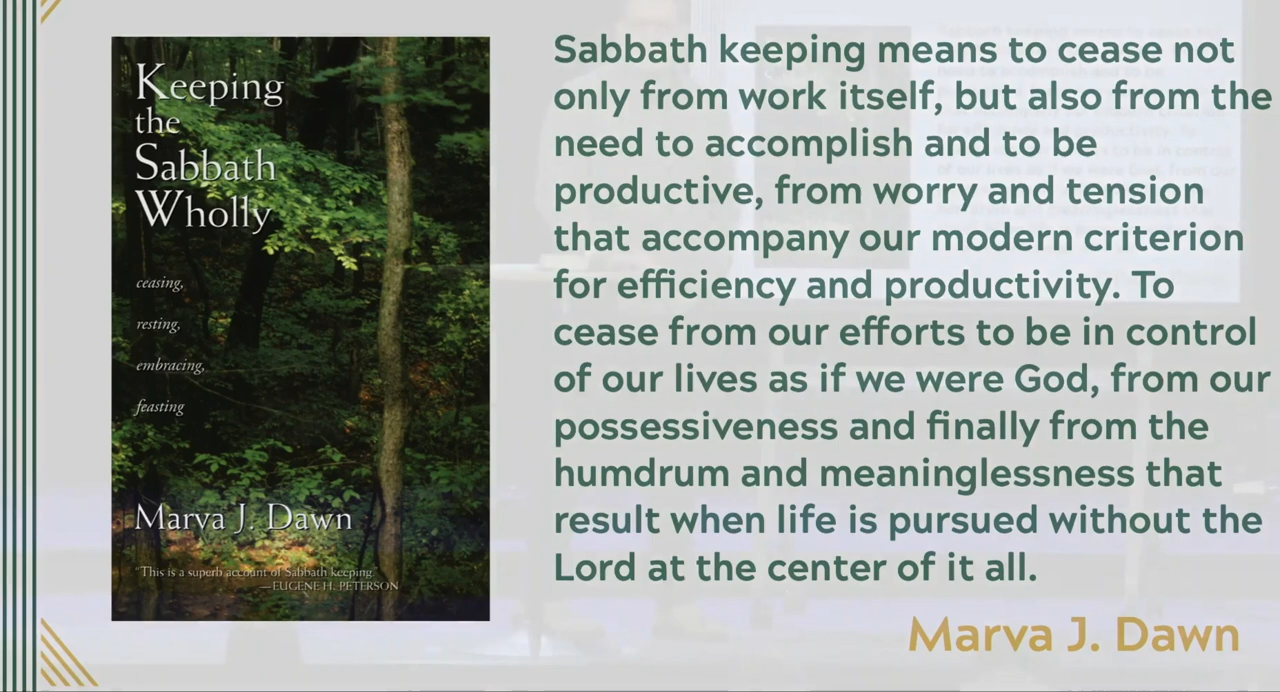 Keeping
the
Sabbath
Wholly
ceasing,
resting,
embracing,
feasting
Marva J. Dawn
"This is a superb account of Sabbath keeping."
—EUGENE H. PETERSON
Sabbath keeping means to cease not
only from work itself, but also from the
need to accomplish and to be
productive, from worry and tension
that accompany our modern criterion
for efficiency and productivity. To
cease from our efforts to be in control
of our lives as if we were God, from our
possessiveness and finally from the
humdrum and meaninglessness that
result when life is pursued without the
Lord at the center of it all.
Marva J. Dawn